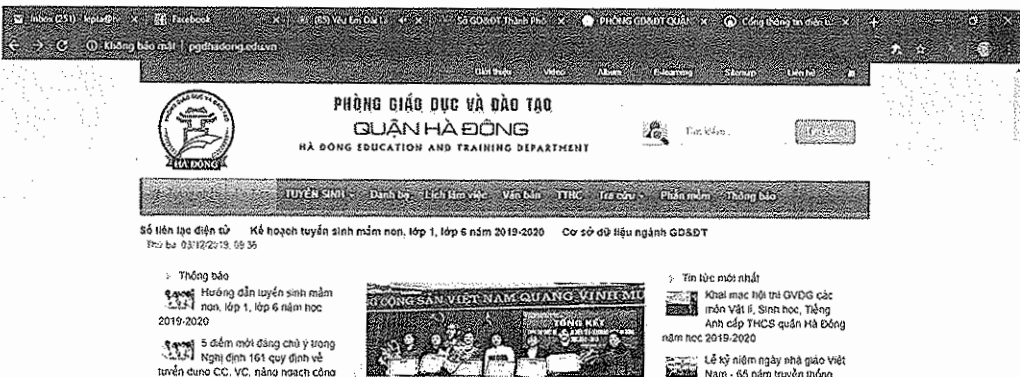 Inbox (251)
Facebook
(65) Yêu Em Dài Lâ
Sở GD&ĐT Thành Phố
PHÒNG GD&ĐT QUẬ
Cổng thông tin điện t
Không bảo mật | pgdhadong.edu.vn
Giới thiệu Video Album E-learning Sitemap Liên hệ
PHÒNG GIÁO DỤC VÀ ĐÀO TẠO
QUẬN HÀ ĐÔNG
HÀ ĐÔNG EDUCATION AND TRAINING DEPARTMENT
HÀ ĐÔNG
Tìm kiếm
TUYỂN SINH Danh bạ Lịch làm việc Văn bản TTHC Tra cứu Phần mềm Thông báo
Sổ liên lạc điện tử Kế hoạch tuyển sinh mầm non, lớp 1, lớp 6 năm 2019-2020 Cơ sở dữ liệu ngành GD&ĐT
Thứ ba, 03/12/2019, 09:36
Thông báo
Hướng dẫn tuyển sinh mầm
non, lớp 1, lớp 6 năm học
2019-2020
5 điểm mới đáng chú ý trong
Nghị định 161 quy định về
tuyển dụng CC, VC, nâng ngạch công
CỘNG SẢN VIỆT NAM QUANG VINH MU
TỔNG KẾT
Tin tức mới nhất
Khai mạc hội thi GVDG các
môn Vật lí, Sinh học, Tiếng
Anh cấp THCS quận Hà Đông
năm học 2019-2020
Lễ kỷ niệm ngày nhà giáo Việt
Nam - 65 năm truyền thống